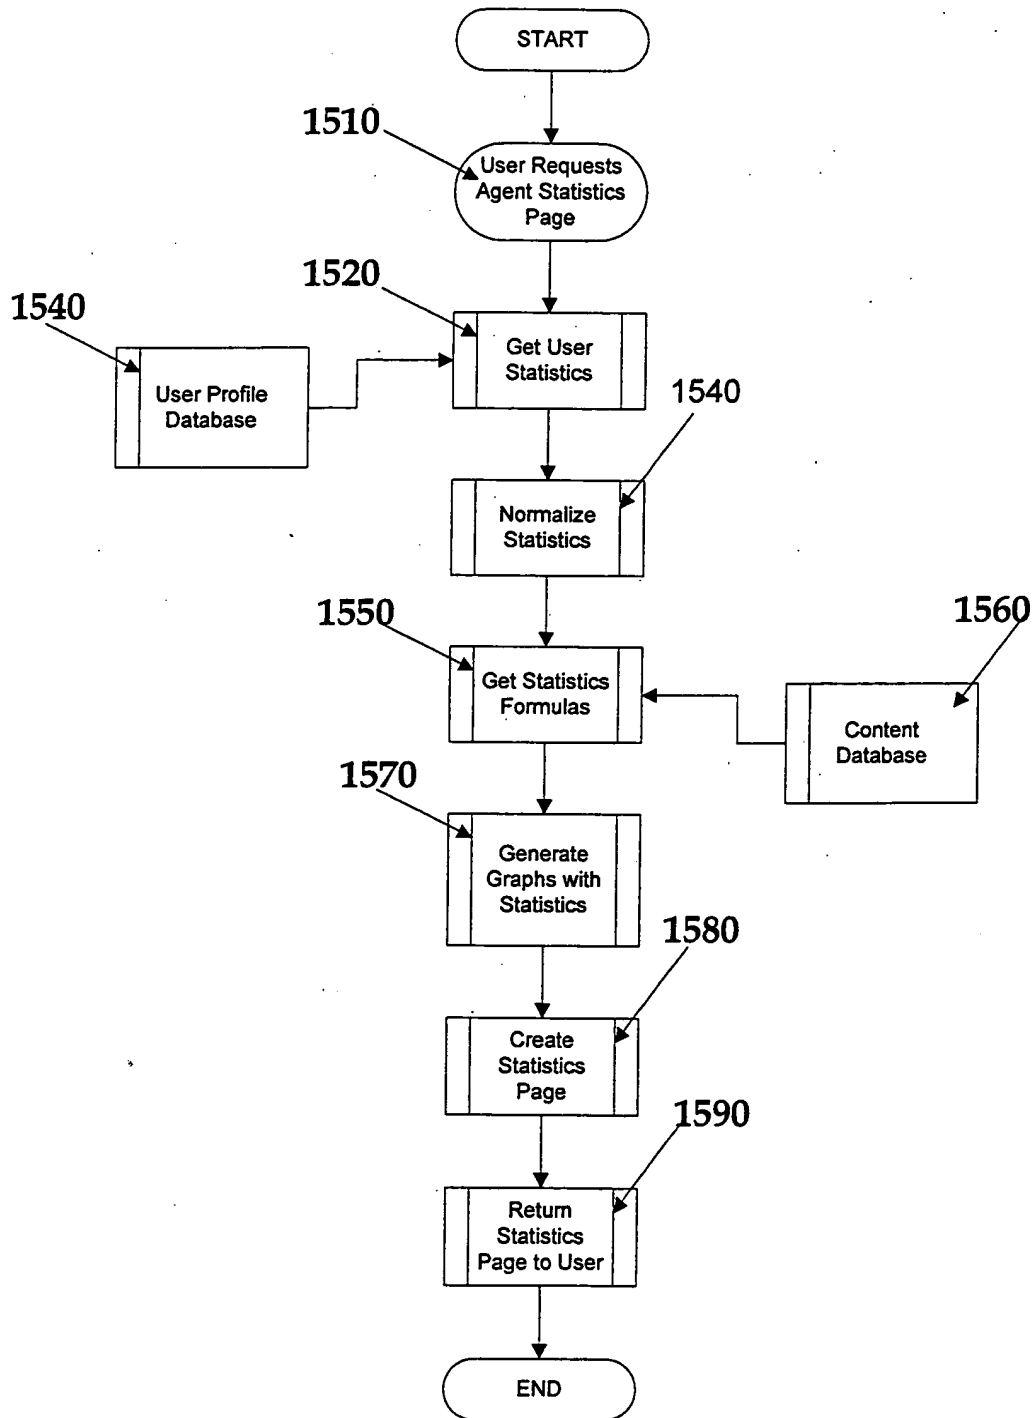 START
1510
User Requests
Agent Statistics
Page
1520
Get User
Statistics
1540
User Profile
Database
1540
Normalize
Statistics
1550
Get Statistics
Formulas
1560
Content
Database
1570
Generate
Graphs with
Statistics
1580
Create
Statistics
Page
1590
Return
Statistics
Page to User
END